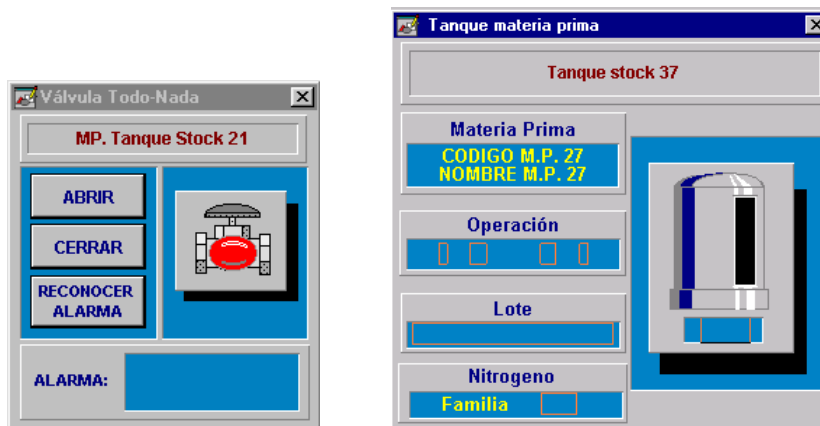 Válvula Todo-Nada
MP. Tanque Stock 21
ABRIR
CERRAR
RECONOCER
ALARMA
ALARMA:
Tanque materia prima
Tanque stock 37
Materia Prima
CODIGO M.P. 27
NOMBRE M.P. 27
Operación
Lote
Nitrogeno
Familia